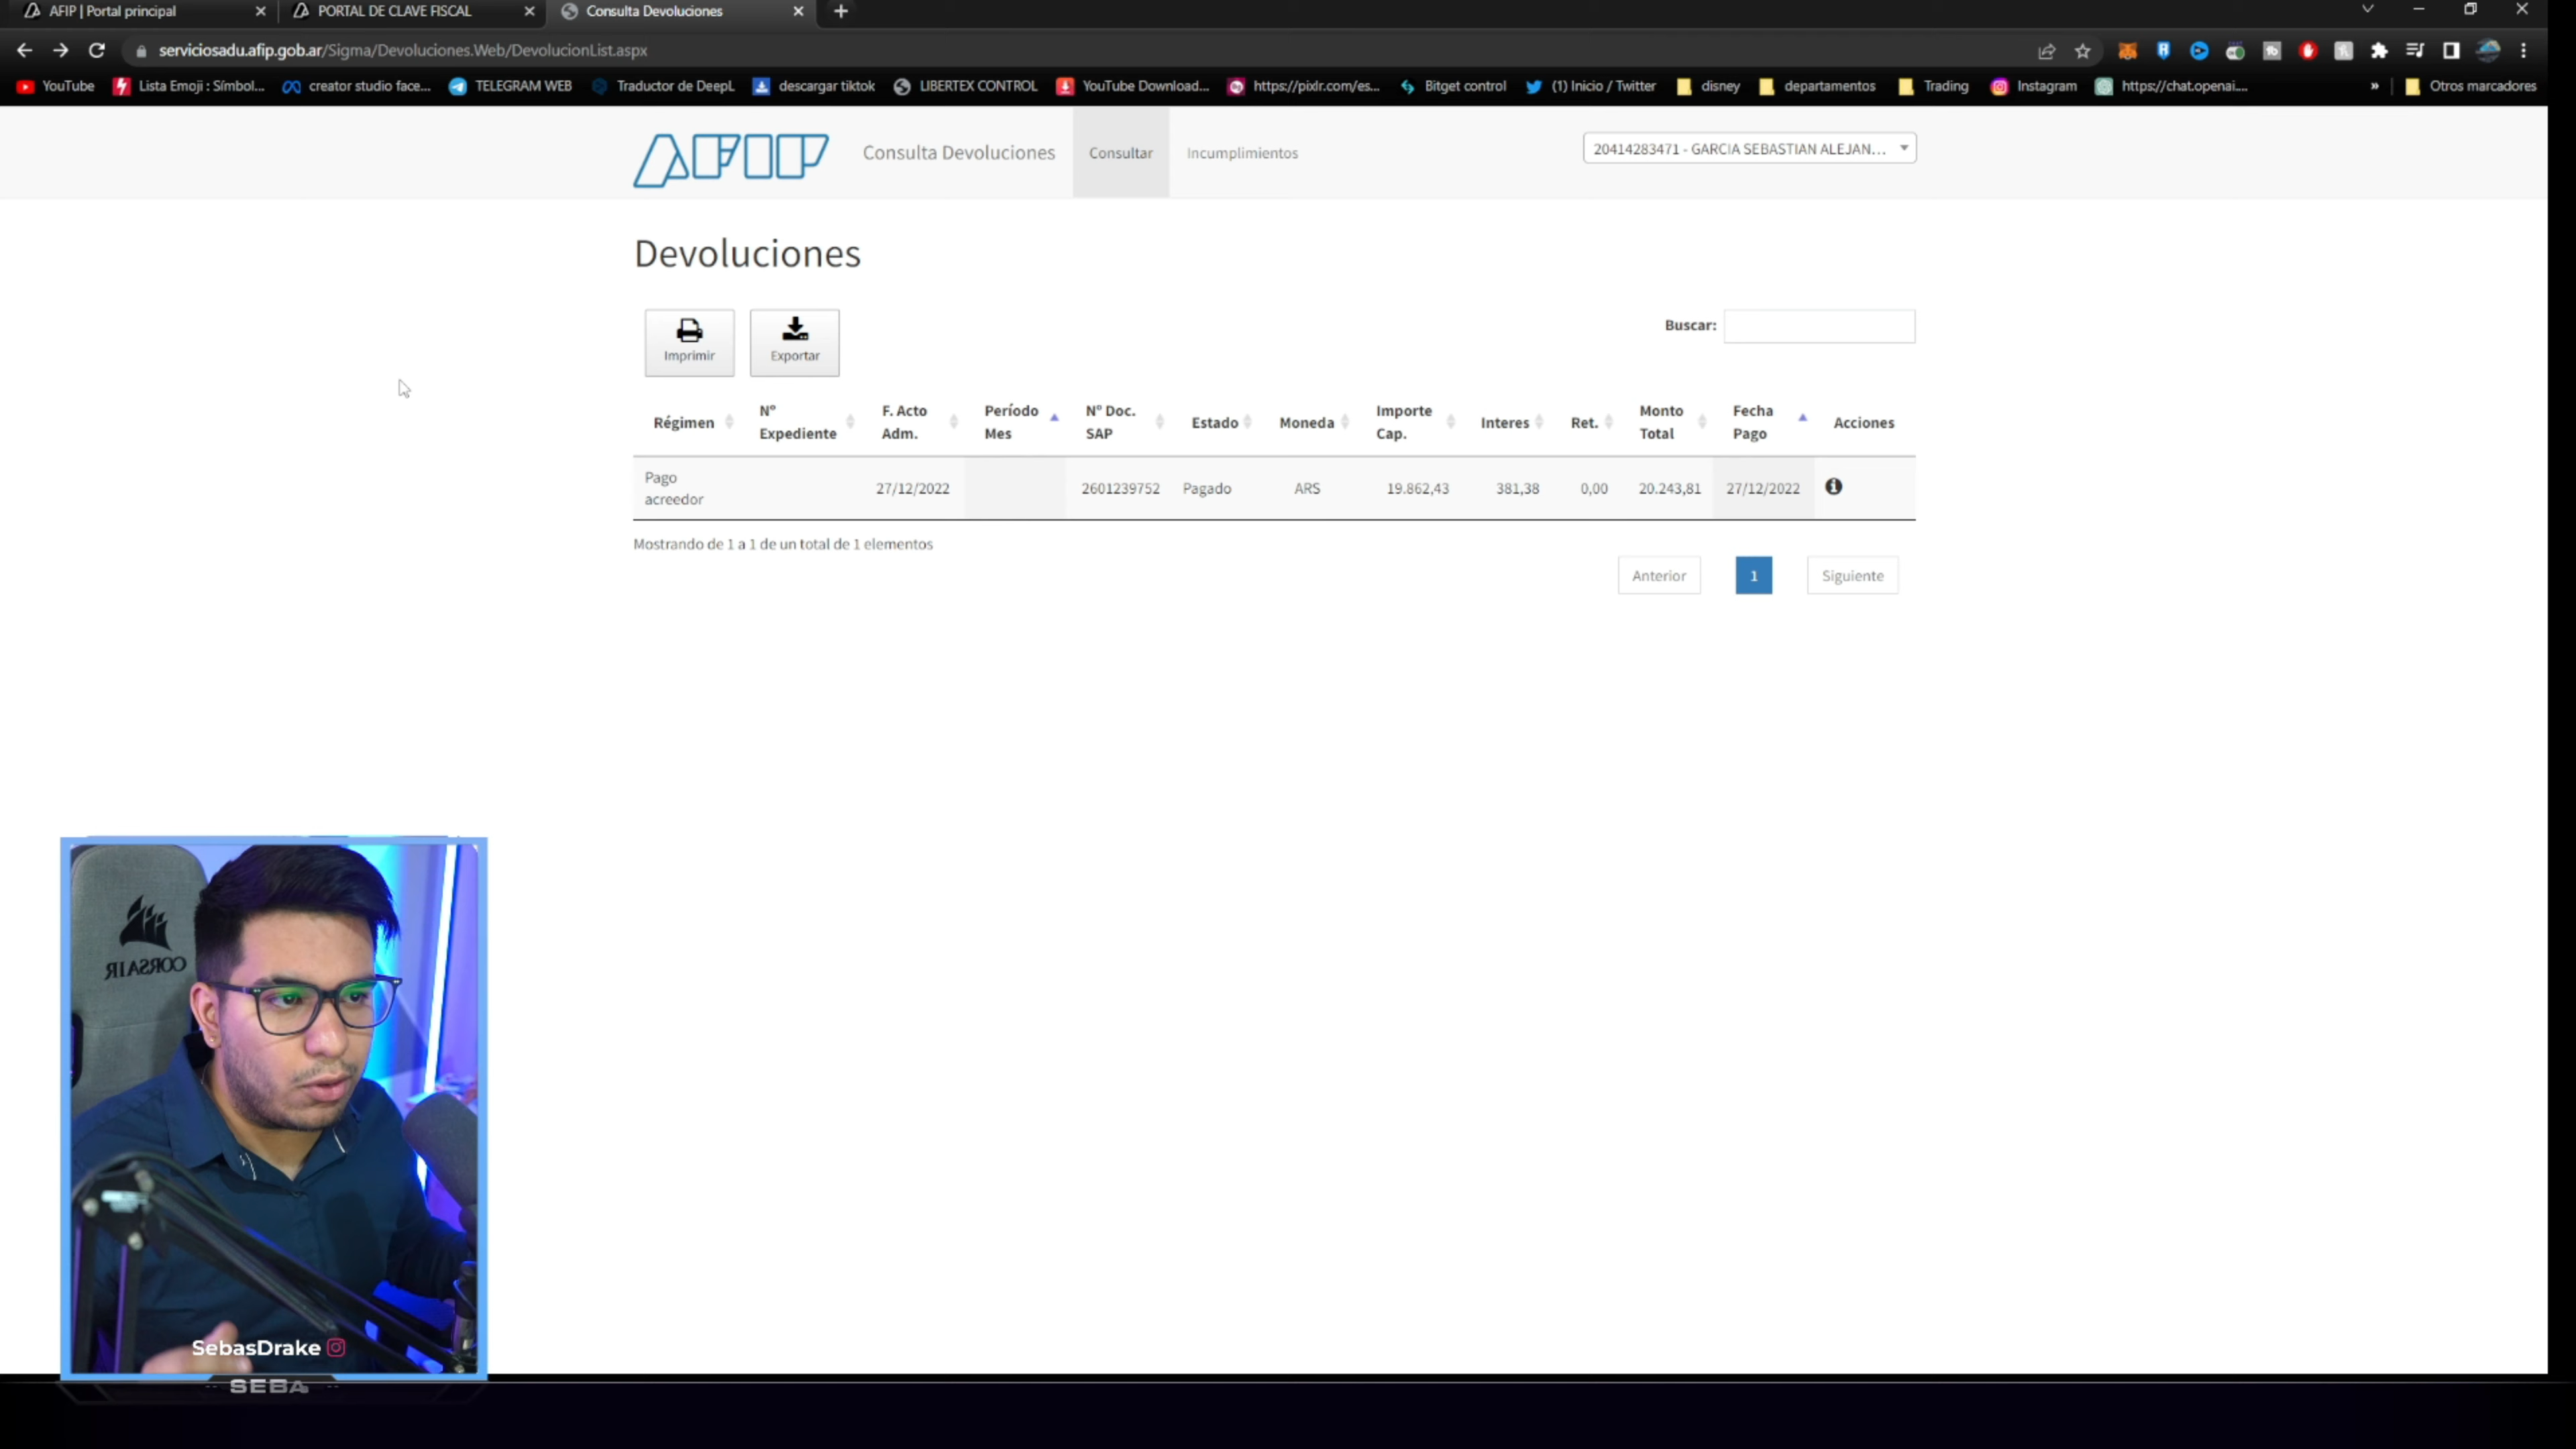 AFIP | Portal principal
PORTAL DE CLAVE FISCAL
Consulta Devoluciones
serviciosadu.afip.gob.ar/Sigma/Devoluciones.Web/DevolucionList.aspx
YouTube
Lista Emoji : Símbol...
creator studio face...
TELEGRAM WEB
Traductor de DeepL
descargar tiktok
LIBERTEX CONTROL
YouTube Download...
https://pixlr.com/es...
Bitget control
(1) Inicio / Twitter
disney
departamentos
Trading
Instagram
https://chat.openai....
»
Otros marcadores
AFIP
Consulta Devoluciones
Consultar
Incumplimientos
20414283471 - GARCIA SEBASTIAN ALEJAN...
Devoluciones
Imprimir
Exportar
Buscar:
Régimen
Nº
Expediente
F. Acto
Adm.
Período
Mes
Nº Doc.
SAP
Estado
Moneda
Importe
Cap.
Interes
Ret.
Monto
Total
Fecha
Pago
Acciones
Pago
acreedor
27/12/2022
2601239752
Pagado
ARS
19.862,43
381,38
0,00
20.243,81
27/12/2022
Mostrando de 1 a 1 de un total de 1 elementos
Anterior
1
Siguiente
CORSAIR
SebasDrake
SEBA